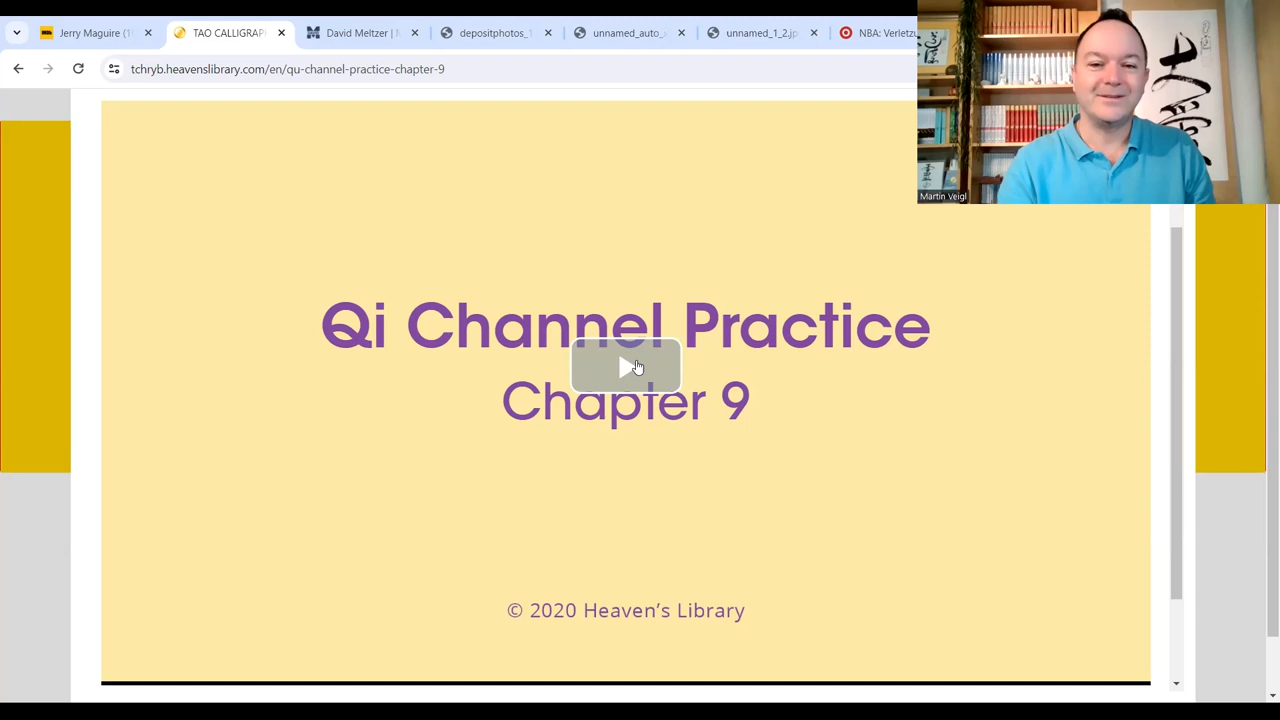 Jerry Maguire (1
TAO CALLIGRAP
David Meltzer |
depositphotos_
unnamed_auto_
unnamed_1_2.jp
NBA: Verletzu
tchryb.heavenslibrary.com/en/qu-channel-practice-chapter-9
Martin Veigl
Qi Channel Practice
Chapter 9
© 2020 Heaven’s Library